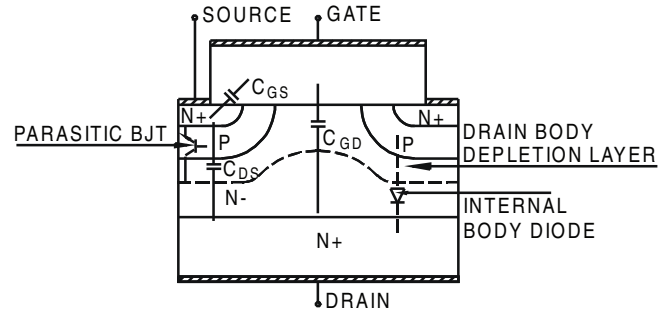 SOURCE
GATE
CGS
N+
N+
PARASITIC BJT
P
CGD
P
DRAIN BODY
DEPLETION LAYER
CDS
N-
INTERNAL
BODY DIODE
N+
DRAIN